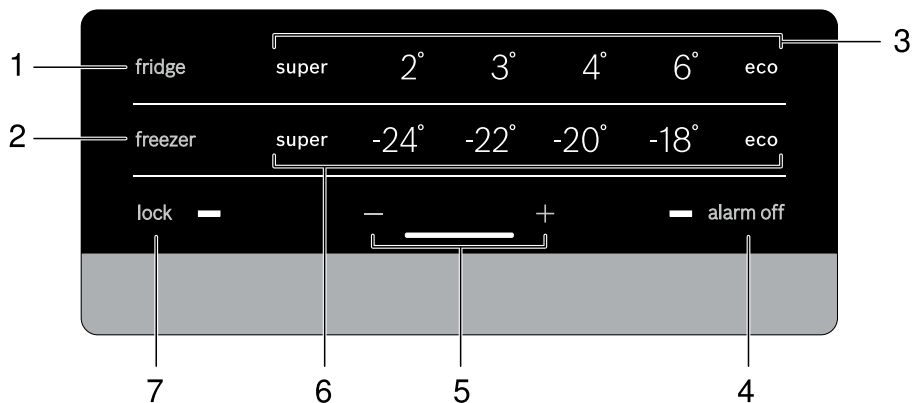 1 fridge super 2° 3° 4° 6° eco 3
2 freezer super -24° -22° -20° -18° eco
lock − + alarm off
7 6 5 4